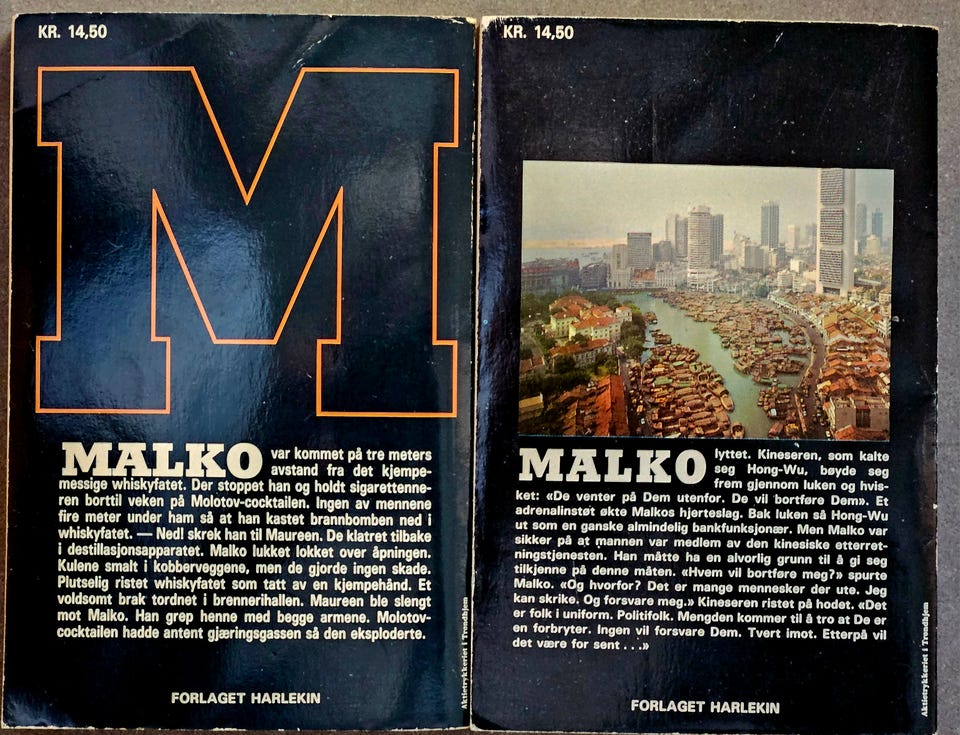 KR. 14,50
M
MALKO var kommet på tre meters
avstand fra det kjempe-
messige whiskyfatet. Der stoppet han og holdt sigarettenne-
ren borttil veken på Molotov-cocktailen. Ingen av mennene
fire meter under ham så at han kastet brannbomben ned i
whiskyfatet. — Nedl skrek han til Maureen. De klatret tilbake
i destillasjonsapparatet. Malko lukket lokket over åpningen.
Kulene smalt i kobberveggene, men de gjorde ingen skade.
Plutselig ristet whiskyfatet som tatt av en kjempehånd. Et
voldsomt brak tordnet i brennerihallen. Maureen ble slengt
mot Malko. Han grep henne med begge armene. Molotov-
cocktailen hadde antent gjæringsgassen så den eksploderte.
FORLAGET HARLEKIN
Aktietrykkeriet i Trondhjem
KR. 14,50
MALKO lyttet. Kineseren, som kalte
seg Hong-Wu, bøyde seg
frem gjennom luken og hvis-
ket: «De venter på Dem utenfor. De vil bortføre Dem». Et
adrenalinstøt økte Malkos hjerteslag. Bak luken så Hong-Wu
ut som en ganske almindelig bankfunksjonær. Men Malko var
sikker på at mannen var medlem av den kinesiske etterret-
ningstjenesten. Han måtte ha en alvorlig grunn til å gi seg
tilkjenne på denne måten. «Hvem vil bortføre meg?» spurte
Malko. «Og hvorfor? Det er mange mennesker der ute. Jeg
kan skrike. Og forsvare meg.» Kineseren ristet på hodet. «Det
er folk i uniform. Politifolk. Mengden kommer til å tro at De er
en forbryter. Ingen vil forsvare Dem. Tvert imot. Etterpå vil
det være for sent . . .»
FORLAGET HARLEKIN
Aktietrykkeriet i Trondhjem